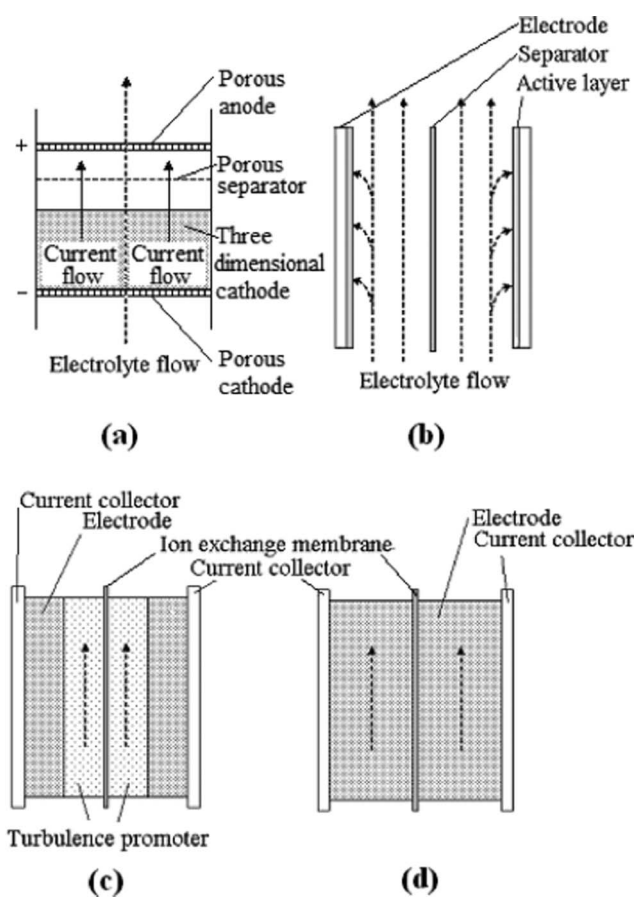 Porous
anode
+
Porous
separator
Three
dimensional
cathode
Current
flow
Current
flow
−
Electrolyte flow
Porous
cathode
(a)
Electrode
Separator
Active layer
Electrolyte flow
(b)
Current collector
Electrode
Ion exchange membrane
Current collector
Turbulence promoter
(c)
Electrode
Current collector
(d)